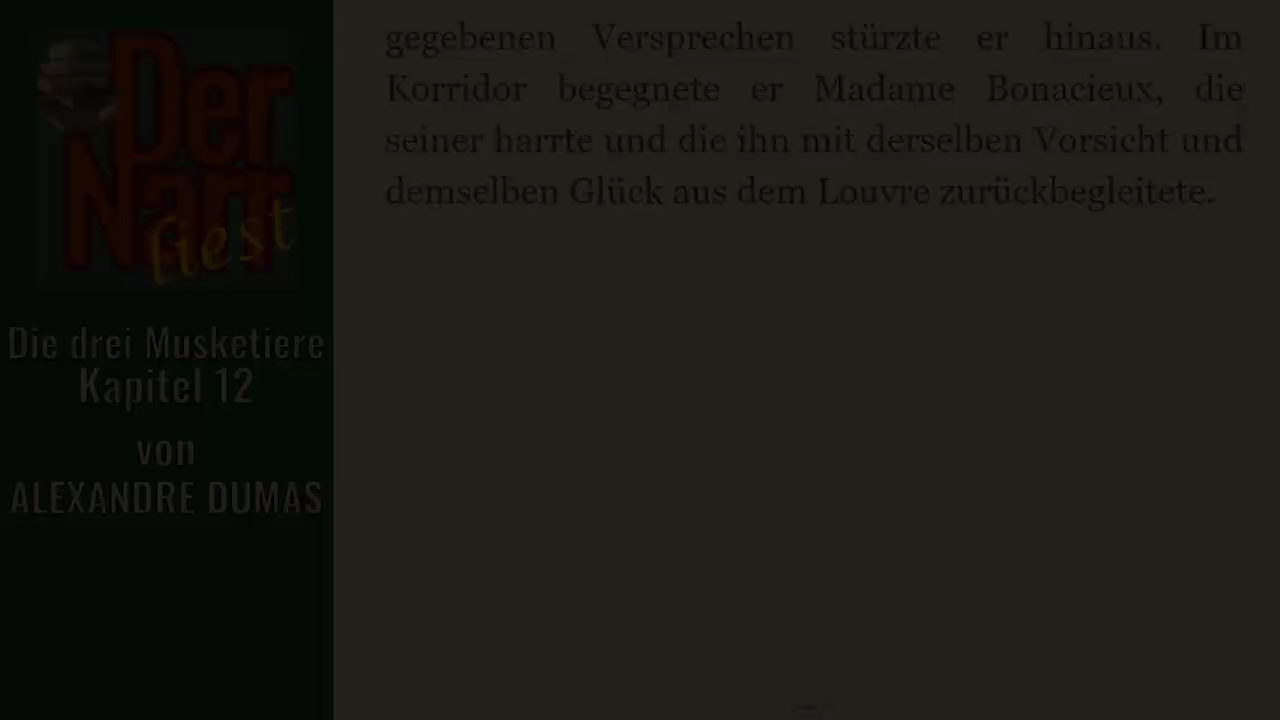 Der
Narr
liest
Die drei Musketiere
Kapitel 12
von
ALEXANDRE DUMAS
gegebenen Versprechen stürzte er hinaus. Im
Korridor begegnete er Madame Bonacieux, die
seiner harrte und die ihn mit derselben Vorsicht und
demselben Glück aus dem Louvre zurückbegleitete.